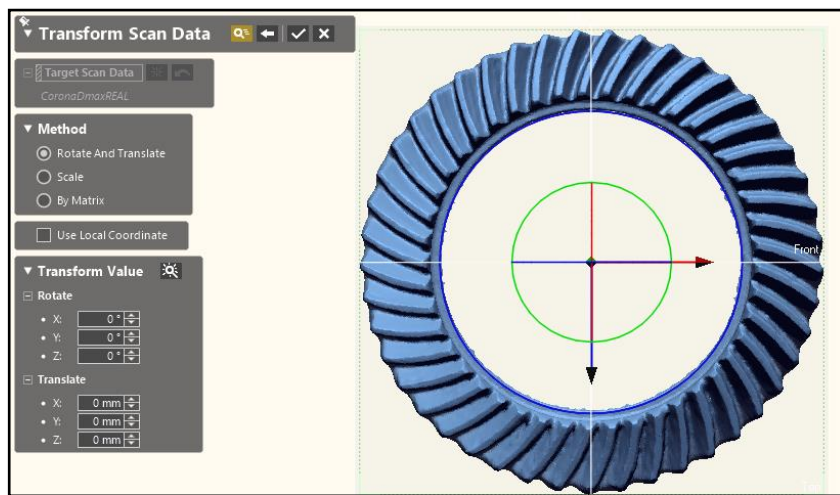 Transform Scan Data
Target Scan Data
CoronaDmaxREAL
Method
Rotate And Translate
Scale
By Matrix
Use Local Coordinate
Transform Value
Rotate
X: 0 °
Y: 0 °
Z: 0 °
Translate
X: 0 mm
Y: 0 mm
Z: 0 mm
Front